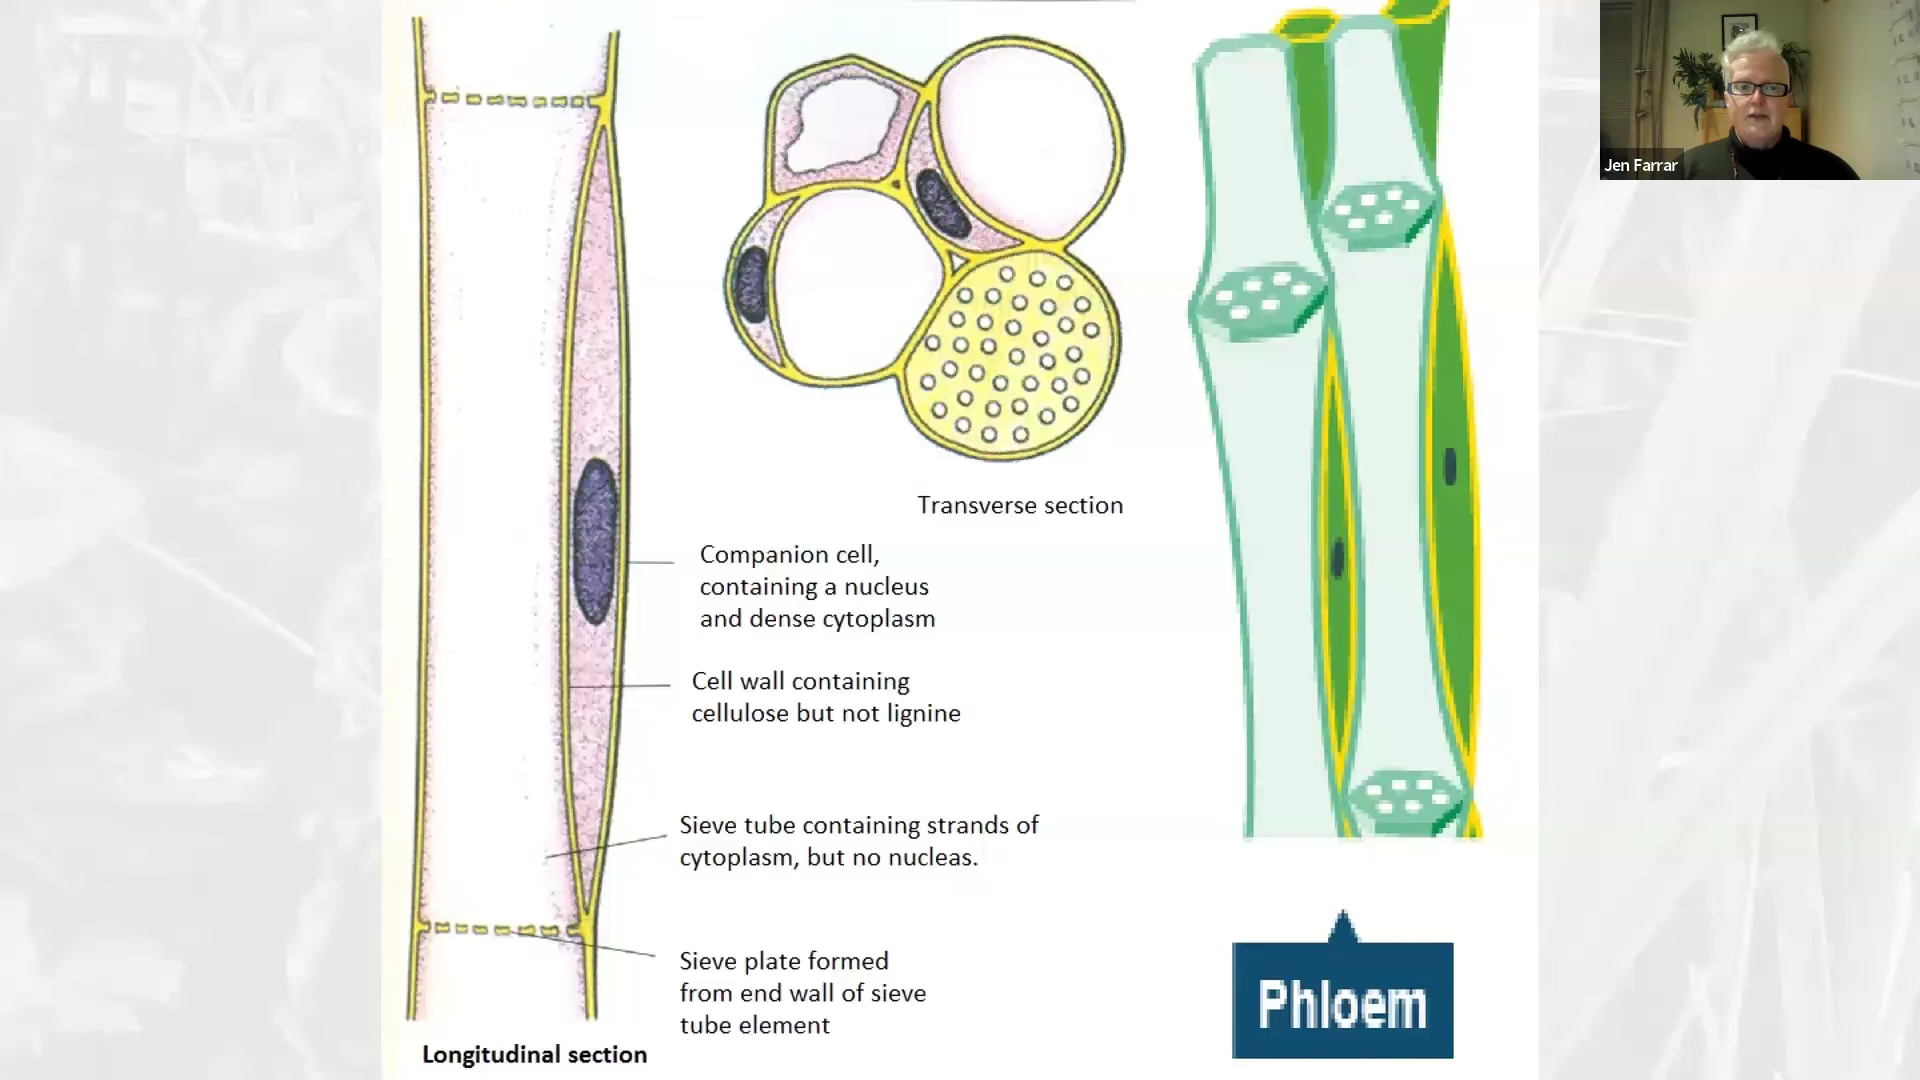 Jen Farrar
Transverse section
Companion cell,
containing a nucleus
and dense cytoplasm
Cell wall containing
cellulose but not lignine
Sieve tube containing strands of
cytoplasm, but no nucleas.
Sieve plate formed
from end wall of sieve
tube element
Longitudinal section
Phloem